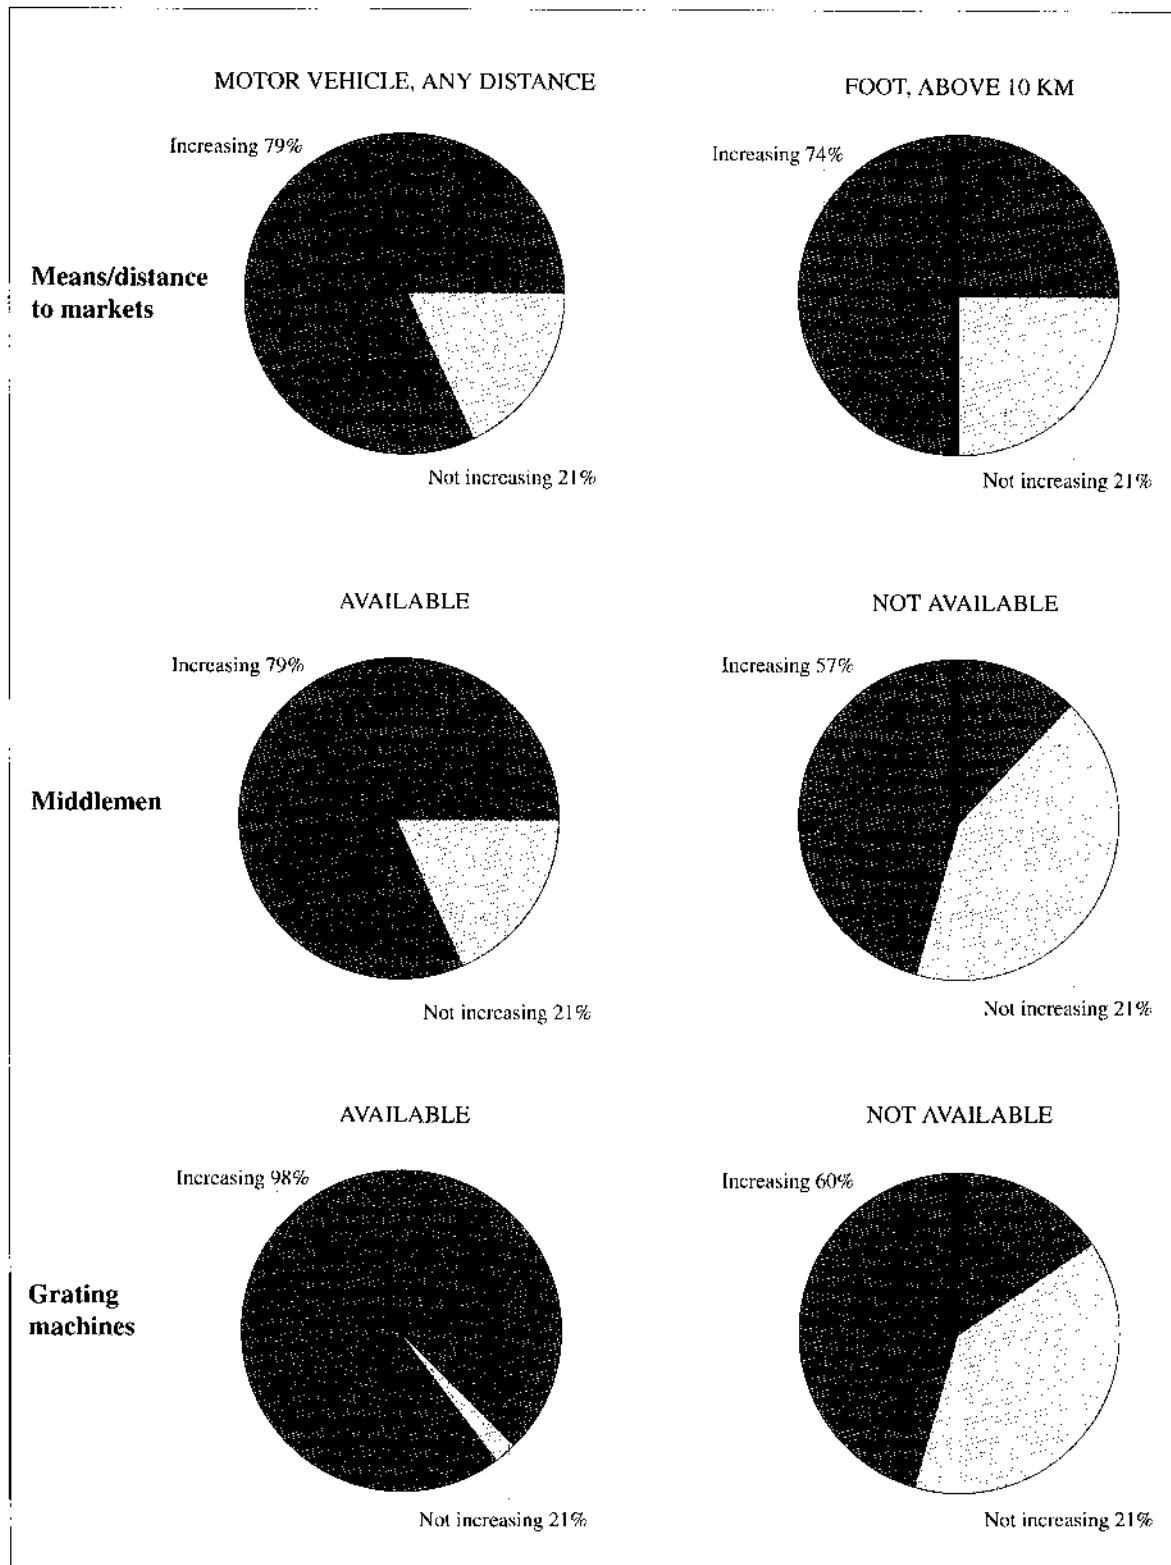 MOTOR VEHICLE, ANY DISTANCE
FOOT, ABOVE 10 KM
Increasing 79%
Increasing 74%
Means/distance
to markets
Not increasing 21%
Not increasing 21%
AVAILABLE
NOT AVAILABLE
Increasing 79%
Increasing 57%
Middlemen
Not increasing 21%
Not increasing 21%
AVAILABLE
NOT AVAILABLE
Increasing 98%
Increasing 60%
Grating
machines
Not increasing 21%
Not increasing 21%